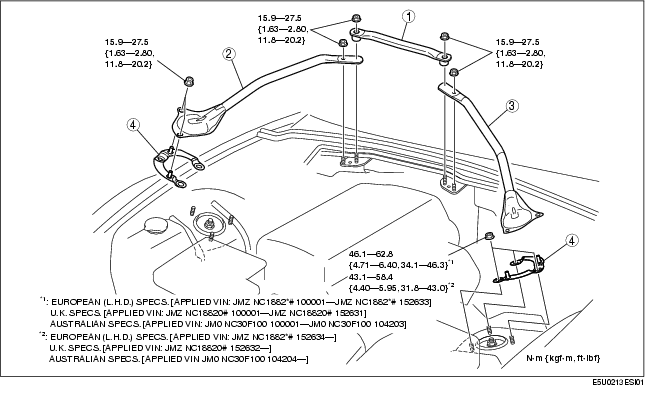 15.9—27.5
{1.63—2.80,
11.8—20.2}
1
15.9—27.5
{1.63—2.80,
11.8—20.2}
2
15.9—27.5
{1.63—2.80,
11.8—20.2}
3
4
4
46.1—62.8
{4.71—6.40, 34.1—46.3}*1
43.1—58.4
{4.40—5.95, 31.8—43.0}*2
*1: EUROPEAN (L.H.D.) SPECS. [APPLIED VIN: JMZ NC1882*# 100001—JMZ NC1882*# 152633]
U.K. SPECS. [APPLIED VIN: JMZ NC18820# 100001—JMZ NC18820# 152631]
AUSTRALIAN SPECS. [APPLIED VIN: JM0 NC30F100 100001—JM0 NC30F100 104203]
*2: EUROPEAN (L.H.D.) SPECS. [APPLIED VIN: JMZ NC1882*# 152634—]
U.K. SPECS. [APPLIED VIN: JMZ NC18820# 152632—]
AUSTRALIAN SPECS. [APPLIED VIN JM0 NC30F100 104204—]
N·m {kgf·m, ft·lbf}
E5U0213ESI01